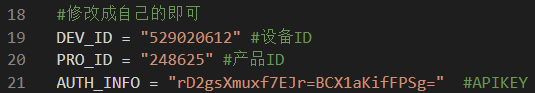 18 #修改成自己的即可
19 DEV_ID = "529020612" #设备ID
20 PRO_ID = "248625" #产品ID
21 AUTH_INFO = "rD2gsXmuxf7EJr=BCX1aKifFPSg=" #APIKEY